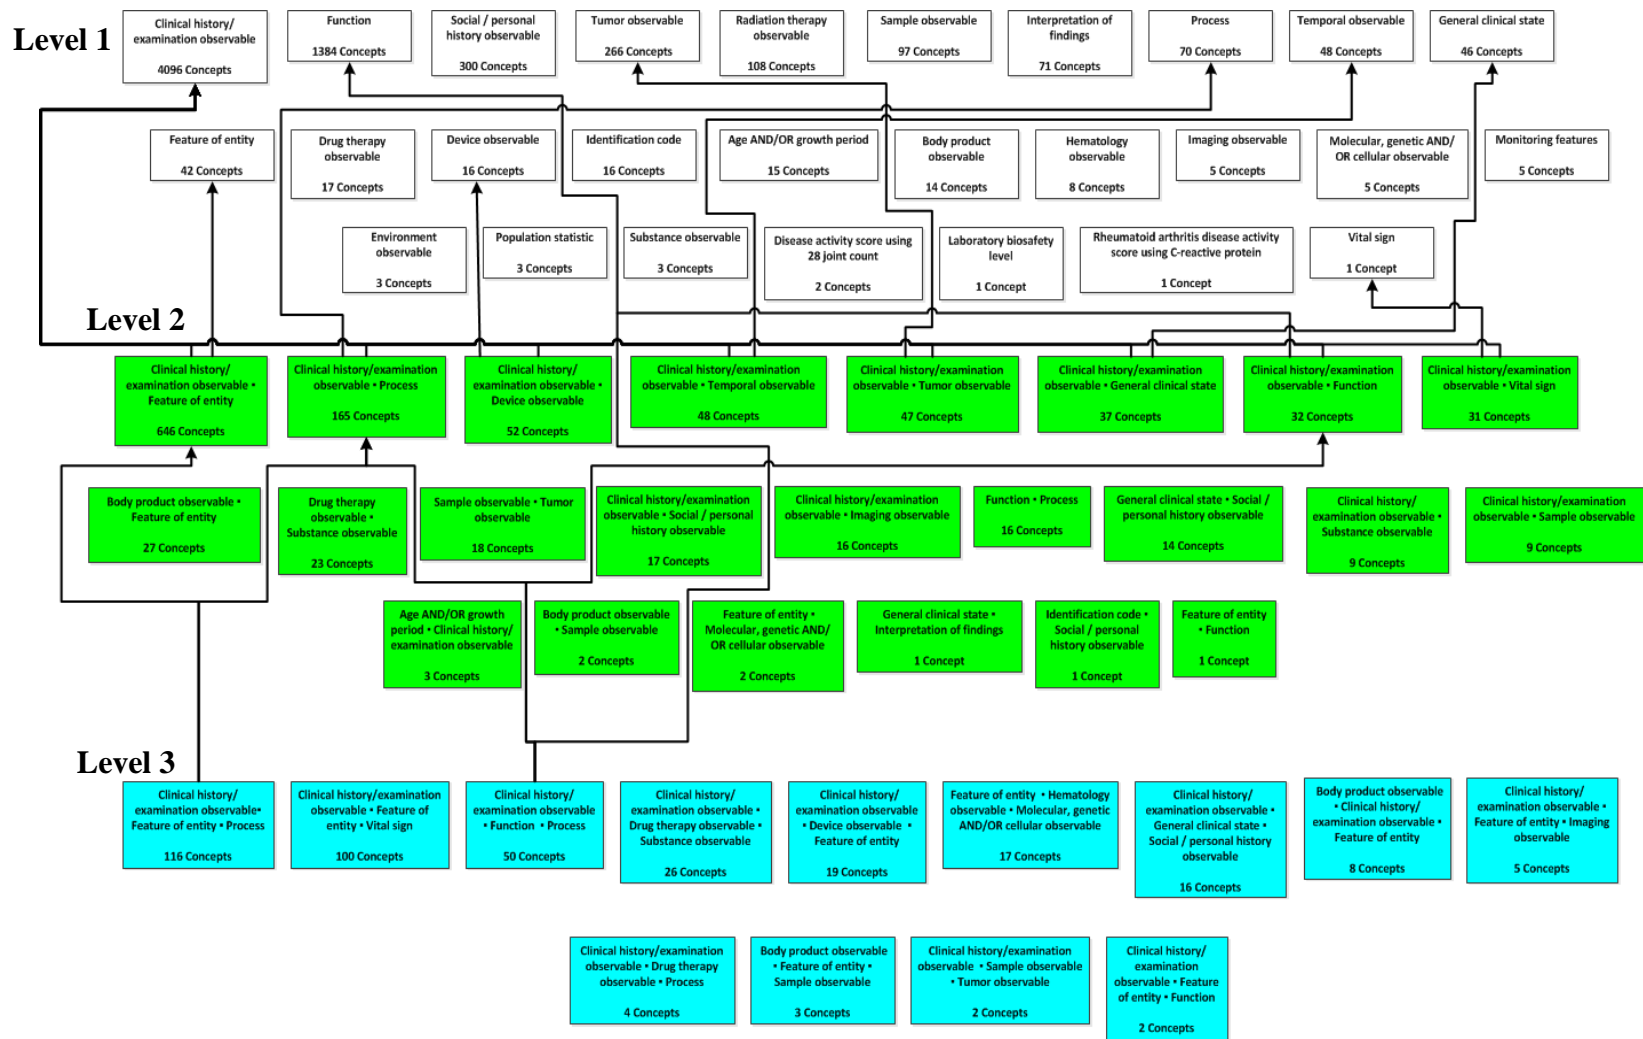 Level 1
Clinical history/
examination observable
4096 Concepts
Function
1384 Concepts
Social / personal
history observable
300 Concepts
Tumor observable
266 Concepts
Radiation therapy
observable
108 Concepts
Sample observable
97 Concepts
Interpretation of
findings
71 Concepts
Process
70 Concepts
Temporal observable
48 Concepts
General clinical state
46 Concepts
Feature of entity
42 Concepts
Drug therapy
observable
17 Concepts
Device observable
16 Concepts
Identification code
16 Concepts
Age AND/OR growth period
15 Concepts
Body product
observable
14 Concepts
Hematology
observable
8 Concepts
Imaging observable
5 Concepts
Molecular, genetic AND/
OR cellular observable
5 Concepts
Monitoring features
5 Concepts
Environment
observable
3 Concepts
Population statistic
3 Concepts
Substance observable
3 Concepts
Disease activity score using
28 joint count
2 Concepts
Laboratory biosafety
level
1 Concept
Rheumatoid arthritis disease activity
score using C-reactive protein
1 Concept
Vital sign
1 Concept
Level 2
Clinical history/
examination observable •
Feature of entity
646 Concepts
Clinical history/examination
observable • Process
165 Concepts
Clinical history/
examination observable •
Device observable
52 Concepts
Clinical history/examination
observable • Temporal observable
48 Concepts
Clinical history/examination
observable • Tumor observable
47 Concepts
Clinical history/examination
observable • General clinical state
37 Concepts
Clinical history/examination
observable • Function
32 Concepts
Clinical history/examination
observable • Vital sign
31 Concepts
Body product observable •
Feature of entity
27 Concepts
Drug therapy
observable •
Substance observable
23 Concepts
Sample observable • Tumor
observable
18 Concepts
Clinical history/examination
observable • Social / personal
history observable
17 Concepts
Clinical history/examination
observable • Imaging observable
16 Concepts
Function • Process
16 Concepts
General clinical state • Social /
personal history observable
14 Concepts
Clinical history/
examination observable •
Substance observable
9 Concepts
Clinical history/examination
observable • Sample observable
9 Concepts
Age AND/OR growth
period • Clinical history/
examination observable
3 Concepts
Body product observable
• Sample observable
2 Concepts
Feature of entity •
Molecular, genetic AND/
OR cellular observable
2 Concepts
General clinical state •
Interpretation of findings
1 Concept
Identification code •
Social / personal
history observable
1 Concept
Feature of entity
• Function
1 Concept
Level 3
Clinical history/
examination observable•
Feature of entity • Process
116 Concepts
Clinical history/examination
observable • Feature of
entity • Vital sign
100 Concepts
Clinical history/
examination observable
• Function • Process
50 Concepts
Clinical history/
examination observable •
Drug therapy observable •
Substance observable
26 Concepts
Clinical history/
examination observable
• Device observable •
Feature of entity
19 Concepts
Feature of entity • Hematology
observable • Molecular, genetic
AND/OR cellular observable
17 Concepts
Clinical history/
examination observable •
General clinical state •
Social / personal history
observable
16 Concepts
Body product observable
• Clinical history/
examination observable •
Feature of entity
8 Concepts
Clinical history/
examination observable •
Feature of entity • Imaging
observable
5 Concepts
Clinical history/examination
observable • Drug therapy
observable • Process
4 Concepts
Body product observable
• Feature of entity •
Sample observable
3 Concepts
Clinical history/examination
observable • Sample observable
• Tumor observable
2 Concepts
Clinical history/
examination
observable • Feature
of entity • Function
2 Concepts